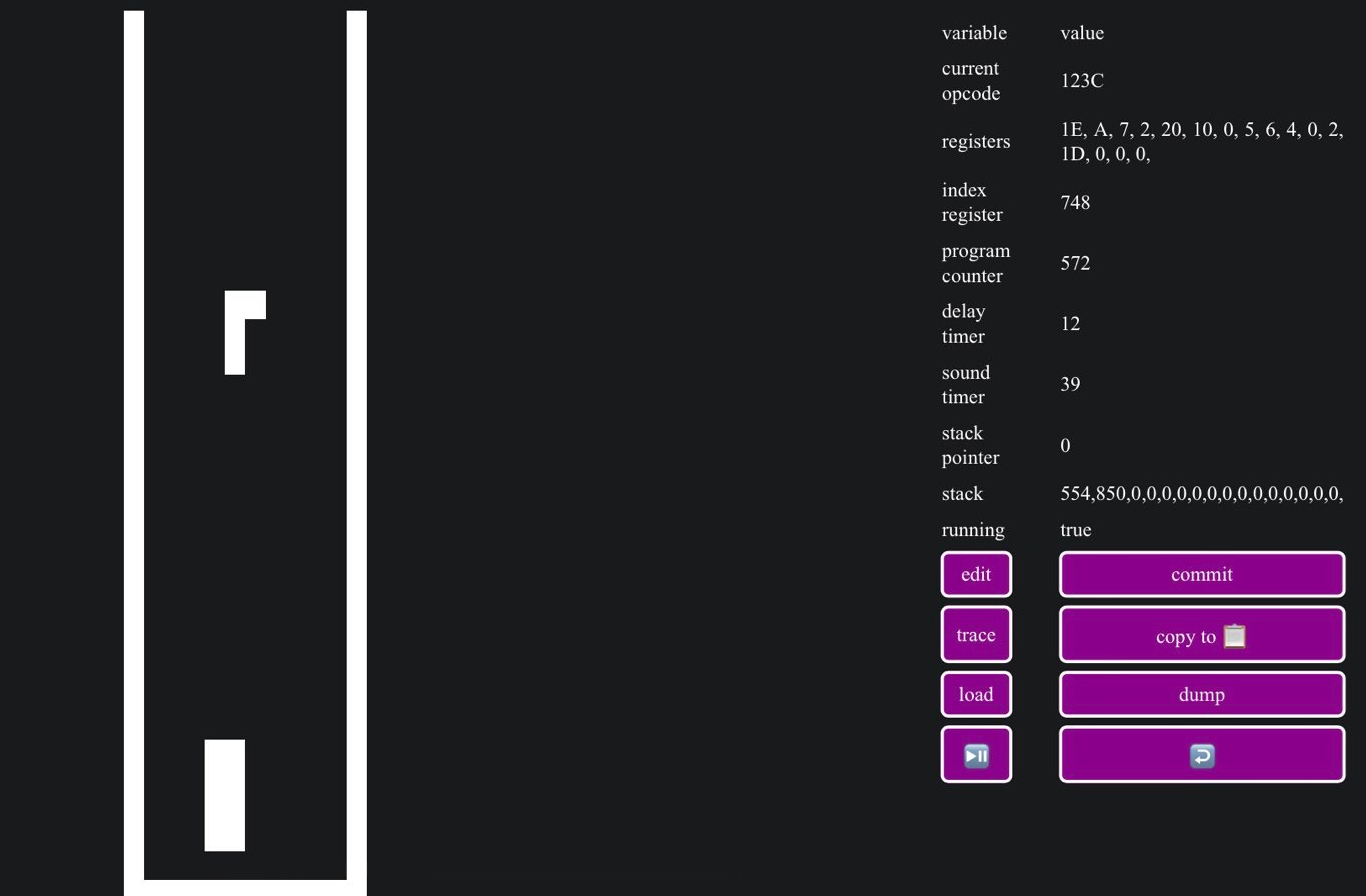 variable value
current
opcode
123C
registers
1E, A, 7, 2, 20, 10, 0, 5, 6, 4, 0, 2,
1D, 0, 0, 0,
index
register
748
program
counter
572
delay
timer
12
sound
timer
39
stack
pointer
0
stack 554,850,0,0,0,0,0,0,0,0,0,0,0,0,0,0,
running true
edit commit
trace copy to 📋
load dump